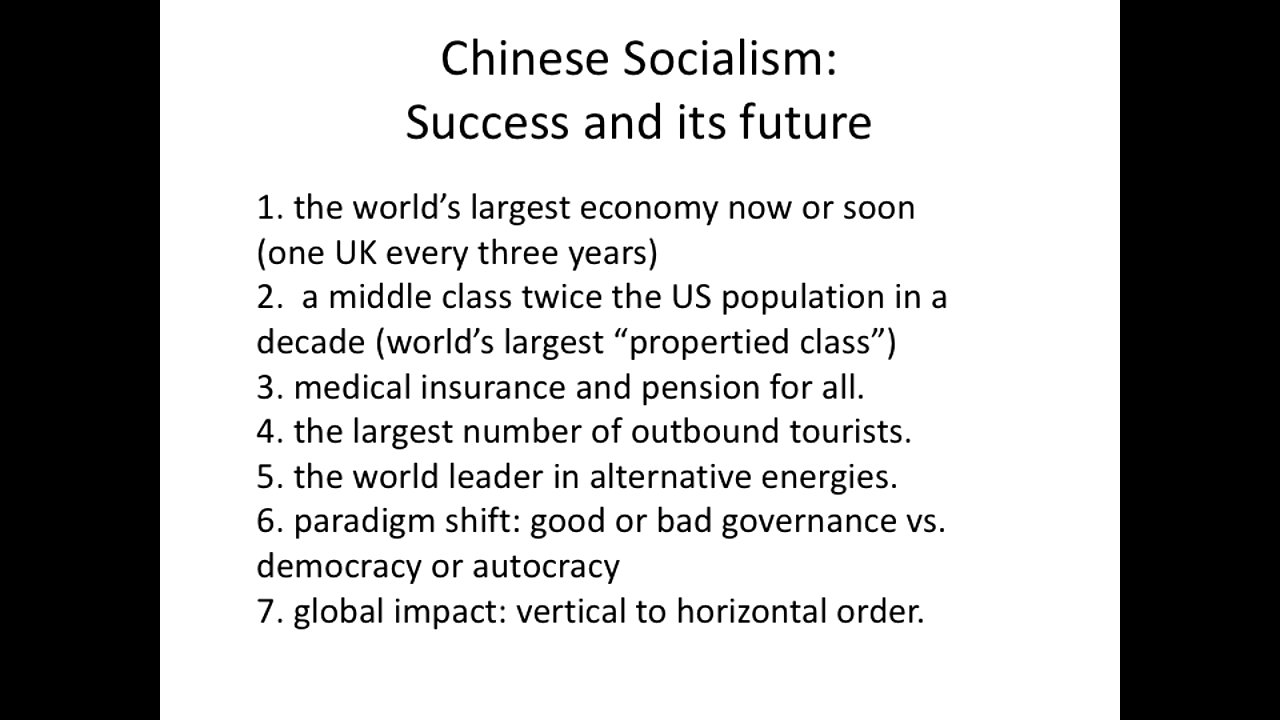 Chinese Socialism:
Success and its future
1. the world’s largest economy now or soon
(one UK every three years)
2.  a middle class twice the US population in a
decade (world’s largest “propertied class”)
3. medical insurance and pension for all.
4. the largest number of outbound tourists.
5. the world leader in alternative energies.
6. paradigm shift: good or bad governance vs.
democracy or autocracy
7. global impact: vertical to horizontal order.